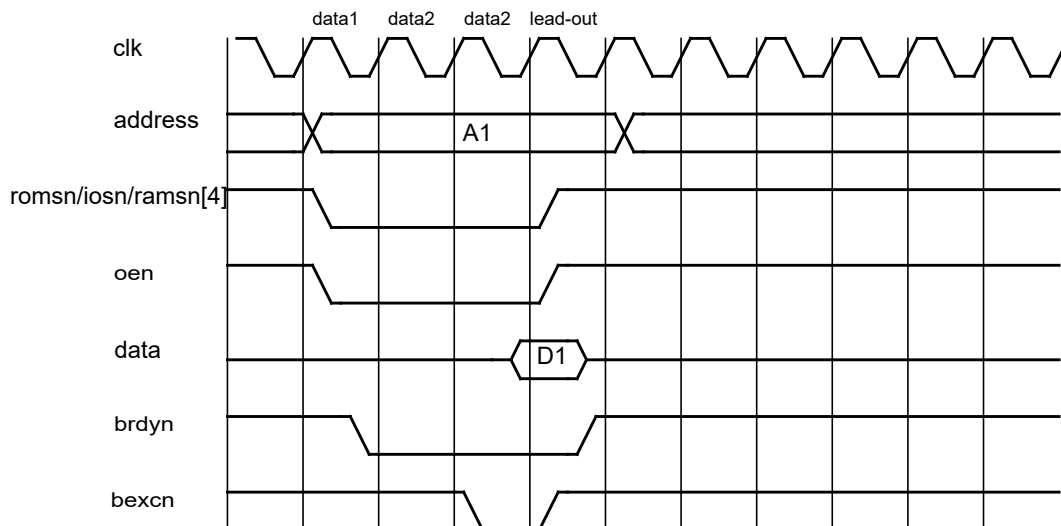 data1 data2 data2 lead-out
clk
address
A1
romsn/iosn/ramsn[4]
oen
data
D1
brdyn
bexcn